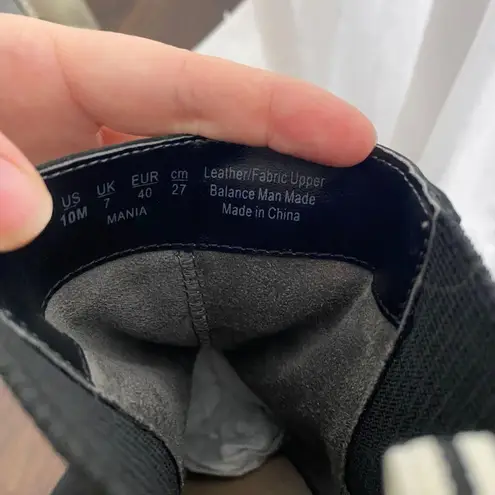 US UK EUR cm
10M 7 40 27
MANIA
Leather/Fabric Upper
Balance Man Made
Made in China